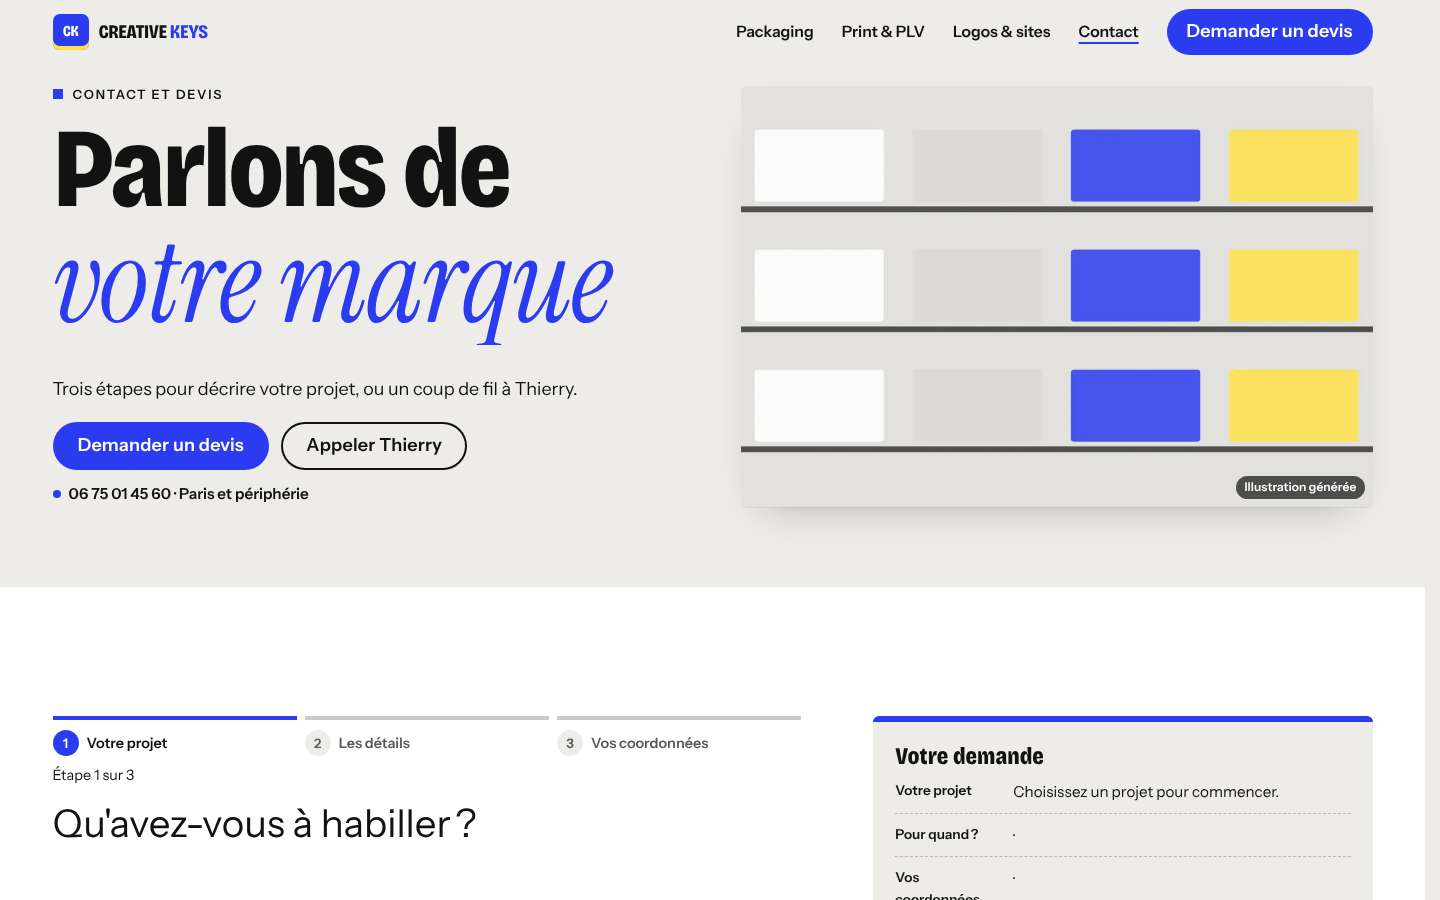 CK CREATIVE KEYS
Packaging Print & PLV Logos & sites Contact Demander un devis
CONTACT ET DEVIS
Parlons de
votre marque
Trois étapes pour décrire votre projet, ou un coup de fil à Thierry.
Demander un devis Appeler Thierry
06 75 01 45 60 · Paris et périphérie
Illustration générée
1 Votre projet 2 Les détails 3 Vos coordonnées
Étape 1 sur 3
Qu'avez-vous à habiller ?
Votre demande
Votre projet Choisissez un projet pour commencer.
Pour quand ? ·
Vos ·
coordonnées